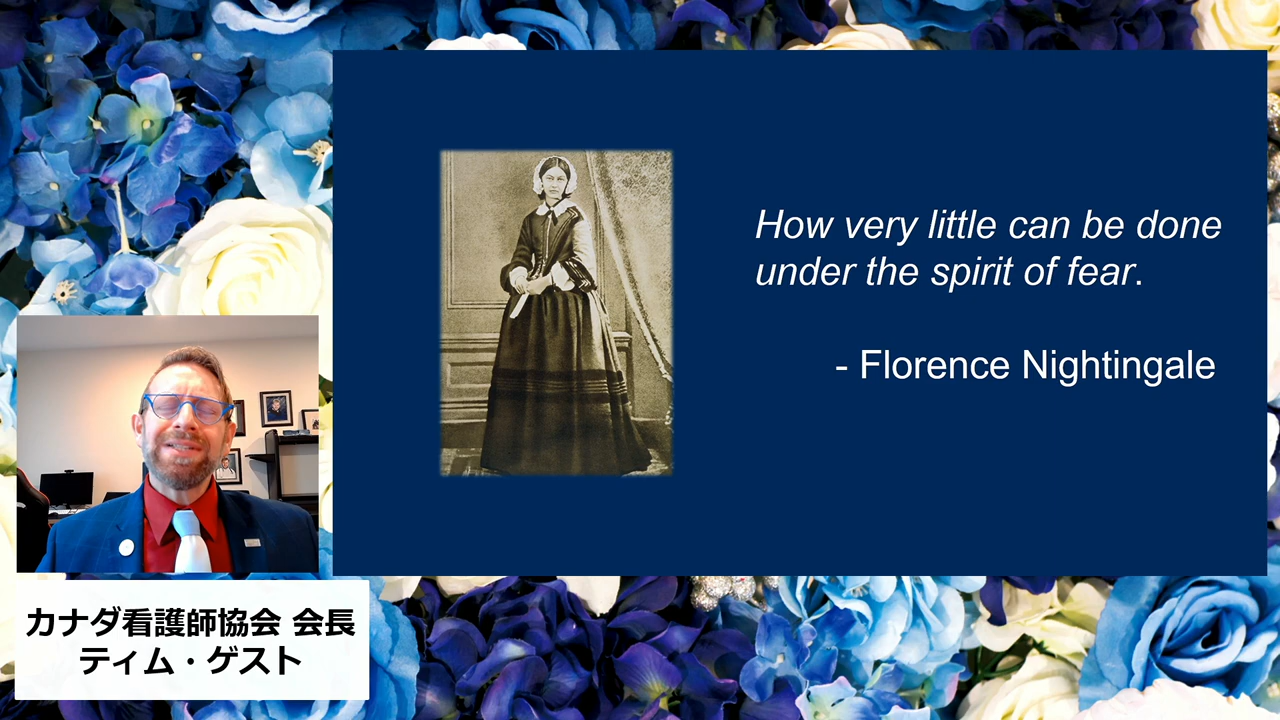 How very little can be done
under the spirit of fear.
- Florence Nightingale
カナダ看護師協会 会長
ティム・ゲスト